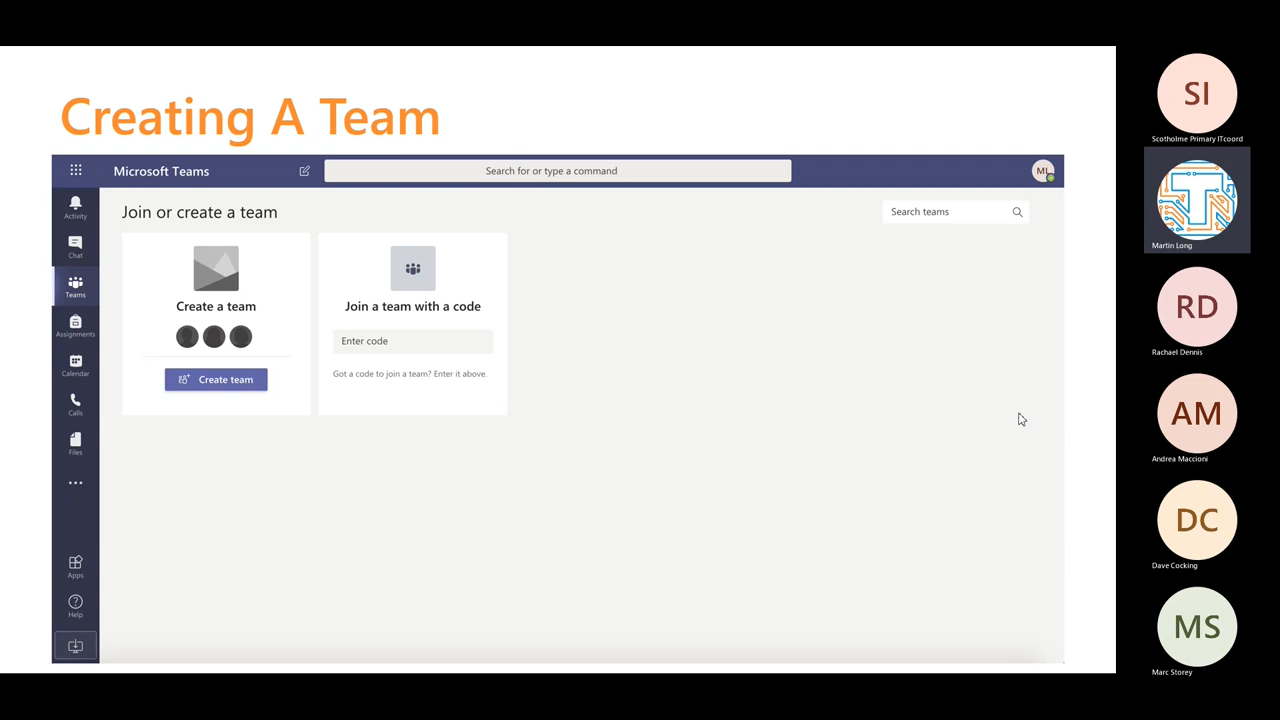 Creating A Team
Microsoft Teams
Search for or type a command
ML
Activity
Chat
Teams
Assignments
Calendar
Calls
Files
Apps
Help
Join or create a team
Search teams
Create a team
Create team
Join a team with a code
Enter code
Got a code to join a team? Enter it above.
SI
Scotholme Primary ITcoord
T
Martin Long
RD
Rachael Dennis
AM
Andrea Maccioni
DC
Dave Cocking
MS
Marc Storey